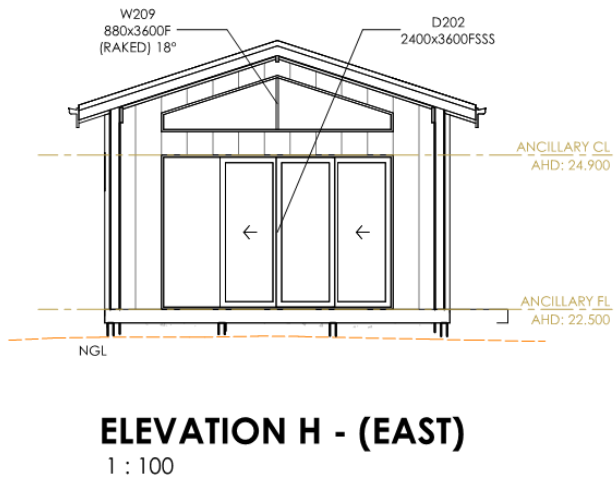 W209
880x3600F
(RAKED) 18°
D202
2400x3600FSSS
ANCILLARY CL
AHD: 24.900
ANCILLARY FL
AHD: 22.500
NGL
ELEVATION H - (EAST)
1 : 100